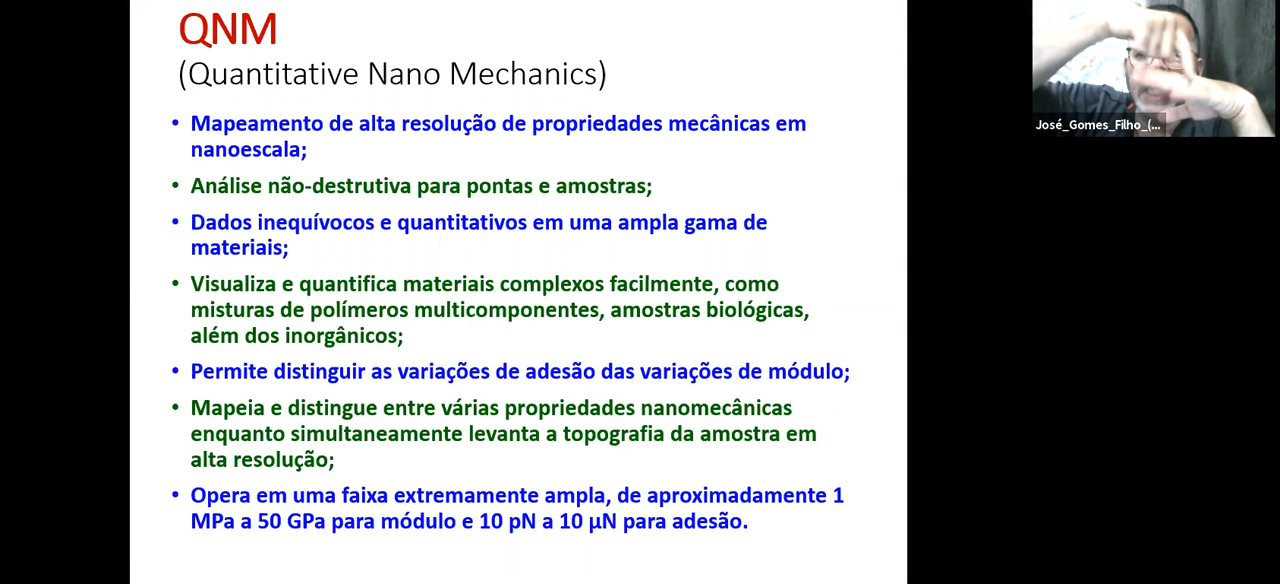 QNM
(Quantitative Nano Mechanics)
• Mapeamento de alta resolução de propriedades mecânicas em
nanoescala;
• Análise não-destrutiva para pontas e amostras;
• Dados inequívocos e quantitativos em uma ampla gama de
materiais;
• Visualiza e quantifica materiais complexos facilmente, como
misturas de polímeros multicomponentes, amostras biológicas,
além dos inorgânicos;
• Permite distinguir as variações de adesão das variações de módulo;
• Mapeia e distingue entre várias propriedades nanomecânicas
enquanto simultaneamente levanta a topografia da amostra em
alta resolução;
• Opera em uma faixa extremamente ampla, de aproximadamente 1
MPa a 50 GPa para módulo e 10 pN a 10 µN para adesão.
José_Gomes_Filho_(...